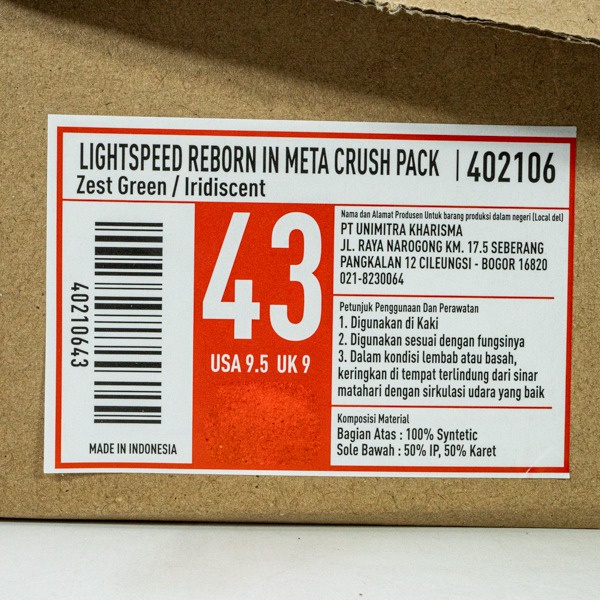 LIGHTSPEED REBORN IN META CRUSH PACK | 402106
Zest Green / Iridiscent
40210643
MADE IN INDONESIA
43
USA 9.5 UK 9
Nama dan Alamat Produsen Untuk barang produksi dalam negeri (Local del)
PT UNIMITRA KHARISMA
JL. RAYA NAROGONG KM. 17.5 SEBERANG
PANGKALAN 12 CILEUNGSI - BOGOR 16820
021-8230064
Petunjuk Penggunaan Dan Perawatan
1. Digunakan di Kaki
2. Digunakan sesuai dengan fungsinya
3. Dalam kondisi lembab atau basah,
keringkan di tempat terlindung dari sinar
matahari dengan sirkulasi udara yang baik
Komposisi Material
Bagian Atas : 100% Syntetic
Sole Bawah : 50% IP, 50% Karet